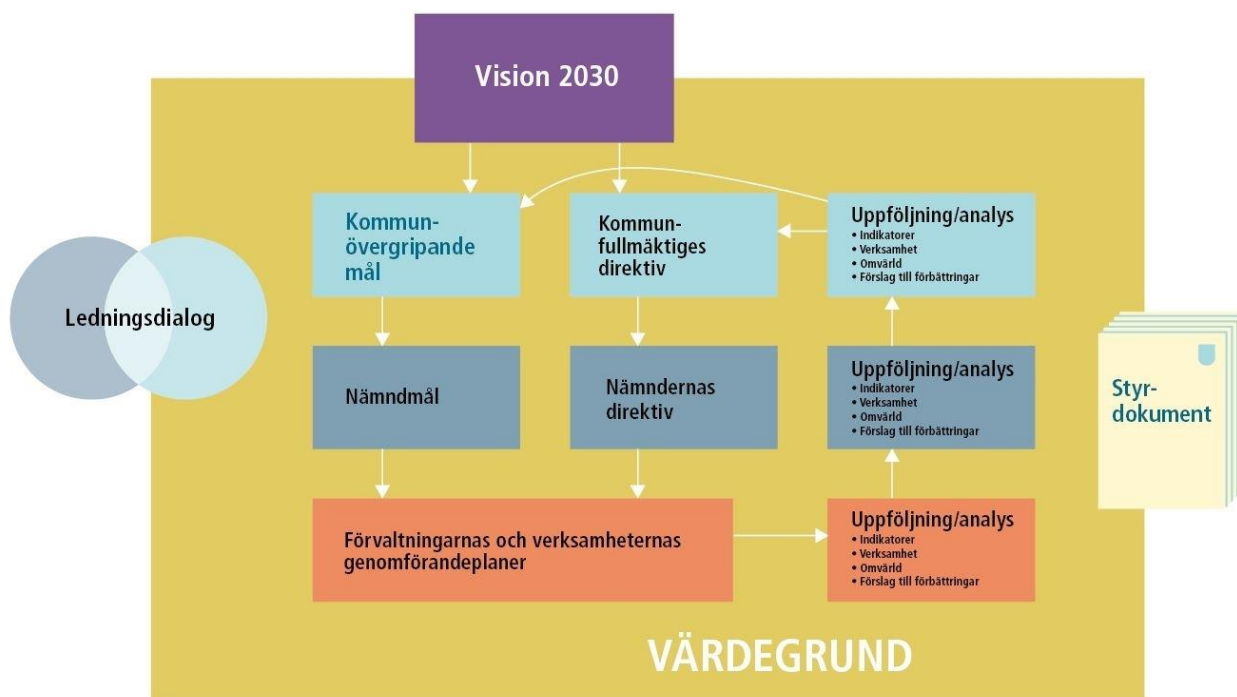 Vision 2030
Kommun-
övergripande
mål
Kommun-
fullmäktiges
direktiv
Uppföljning/analys
• Indikatorer
• Verksamhet
• Omvärld
• Förslag till förbättringar
Ledningsdialog
Nämndmål
Nämndernas
direktiv
Uppföljning/analys
• Indikatorer
• Verksamhet
• Omvärld
• Förslag till förbättringar
Styr-
dokument
Förvaltningarnas och verksamheternas
genomförandeplaner
Uppföljning/analys
• Indikatorer
• Verksamhet
• Omvärld
• Förslag till förbättringar
VÄRDEGRUND